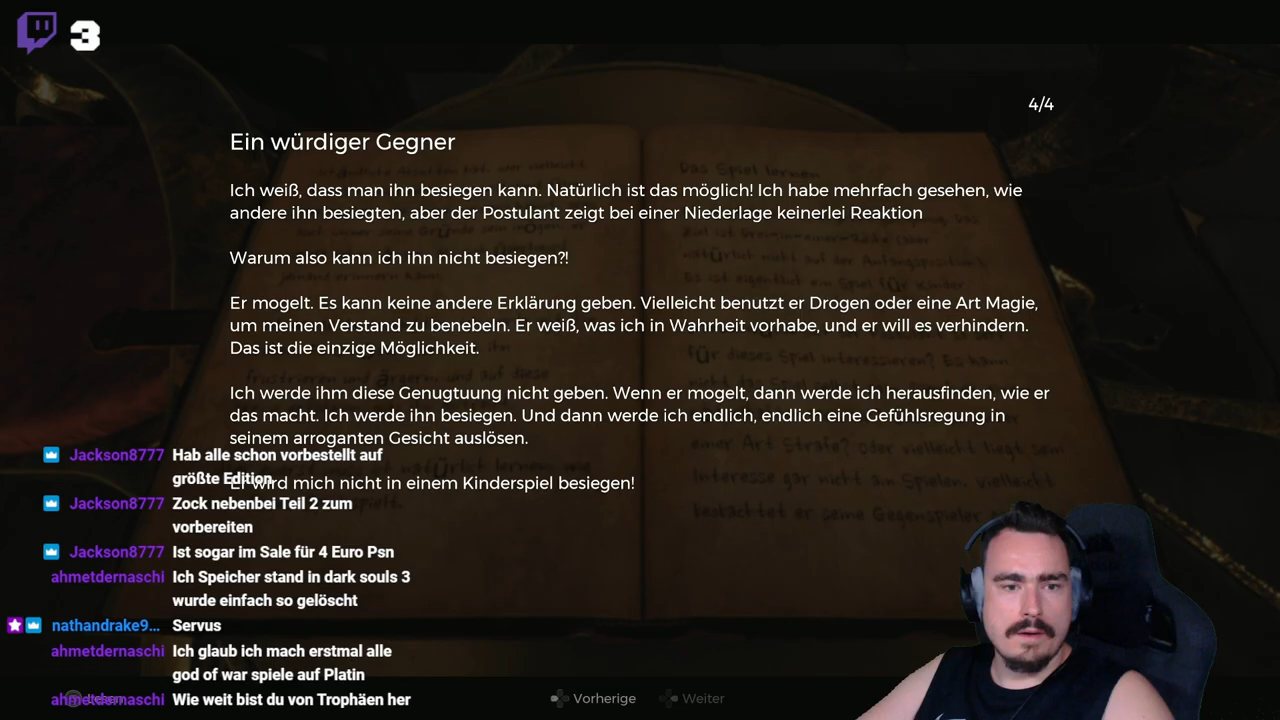 3
4/4
Ein würdiger Gegner
Ich weiß, dass man ihn besiegen kann. Natürlich ist das möglich! Ich habe mehrfach gesehen, wie
andere ihn besiegten, aber der Postulant zeigt bei einer Niederlage keinerlei Reaktion
Warum also kann ich ihn nicht besiegen?!
Er mogelt. Es kann keine andere Erklärung geben. Vielleicht benutzt er Drogen oder eine Art Magie,
um meinen Verstand zu benebeln. Er weiß, was ich in Wahrheit vorhabe, und er will es verhindern.
Das ist die einzige Möglichkeit.
Ich werde ihm diese Genugtuung nicht geben. Wenn er mogelt, dann werde ich herausfinden, wie er
das macht. Ich werde ihn besiegen. Und dann werde ich endlich, endlich eine Gefühlsregung in
seinem arroganten Gesicht auslösen.
Er wird mich nicht in einem Kinderspiel besiegen!
Jackson8777 Hab alle schon vorbestellt auf
größte Edition
Jackson8777 Zock nebenbei Teil 2 zum
vorbereiten
Jackson8777 Ist sogar im Sale für 4 Euro Psn
ahmetdernaschi Ich Speicher stand in dark souls 3
wurde einfach so gelöscht
nathandrake9... Servus
ahmetdernaschi Ich glaub ich mach erstmal alle
god of war spiele auf Platin
ahmetdernaschi Wie weit bist du von Trophäen her
Vorherige
Weiter
Das Spiel lernen